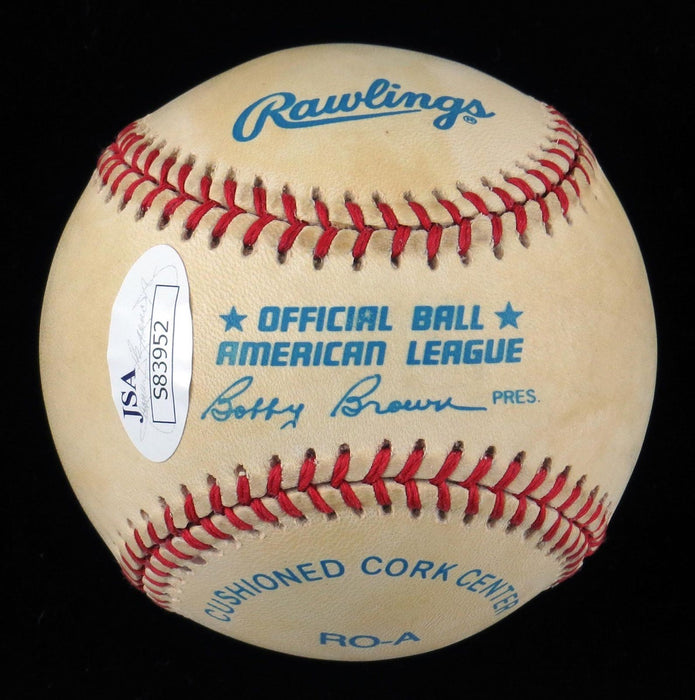 Rawlings®
★ OFFICIAL BALL ★
AMERICAN LEAGUE
Bobby Brown PRES.
JSA
S83952
CUSHIONED CORK CENTER
RO-A